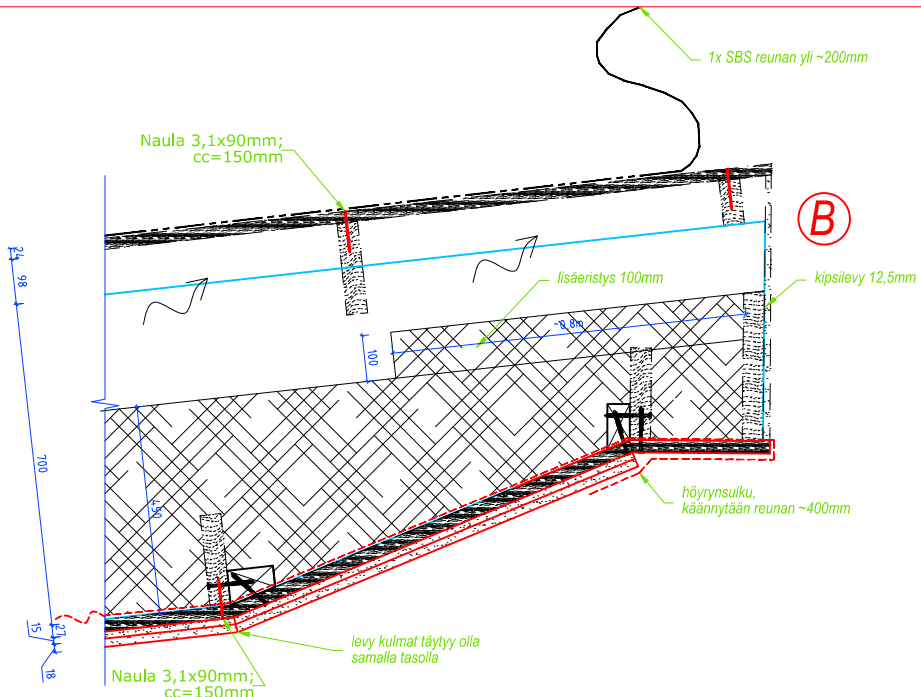 1x SBS reunan yli ~200mm
Naula 3,1x90mm;
cc=150mm
B
24
98
lisäeristys 100mm
kipsilevy 12,5mm
~0.8m
100
700
450
höyrynsulku,
käännytään reunan ~400mm
15
27
18
levy kulmat täytyy olla
samalla tasolla
Naula 3,1x90mm;
cc=150mm